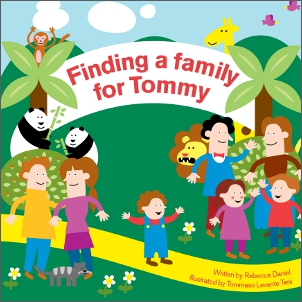 Finding a family
for Tommy
Written by Rebecca Daniel
Illustrated by Tommaso Levente Tani